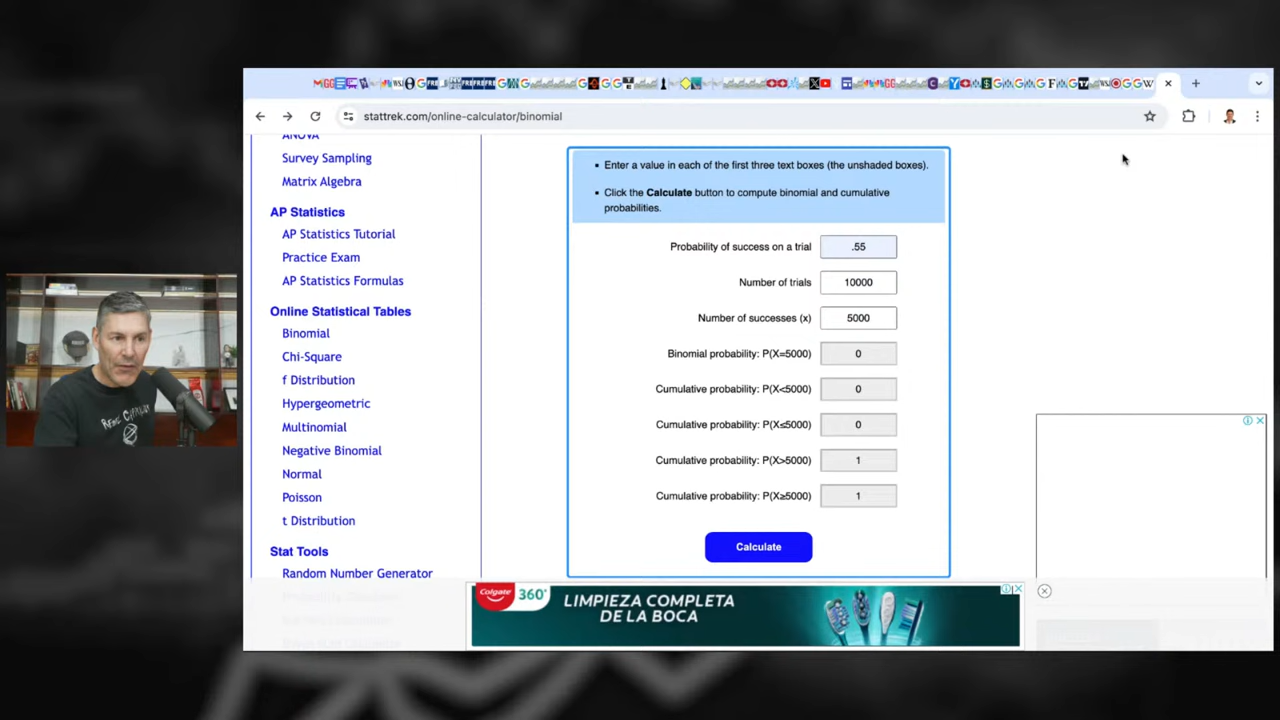 stattrek.com/online-calculator/binomial
ANOVA
Survey Sampling
Matrix Algebra
AP Statistics
AP Statistics Tutorial
Practice Exam
AP Statistics Formulas
Online Statistical Tables
Binomial
Chi-Square
f Distribution
Hypergeometric
Multinomial
Negative Binomial
Normal
Poisson
t Distribution
Stat Tools
Random Number Generator
▪ Enter a value in each of the first three text boxes (the unshaded boxes).
▪ Click the Calculate button to compute binomial and cumulative
probabilities.
Probability of success on a trial .55
Number of trials 10000
Number of successes (x) 5000
Binomial probability: P(X=5000) 0
Cumulative probability: P(X<5000) 0
Cumulative probability: P(X≤5000) 0
Cumulative probability: P(X>5000) 1
Cumulative probability: P(X≥5000) 1
Calculate
Colgate 360°
LIMPIEZA COMPLETA
DE LA BOCA